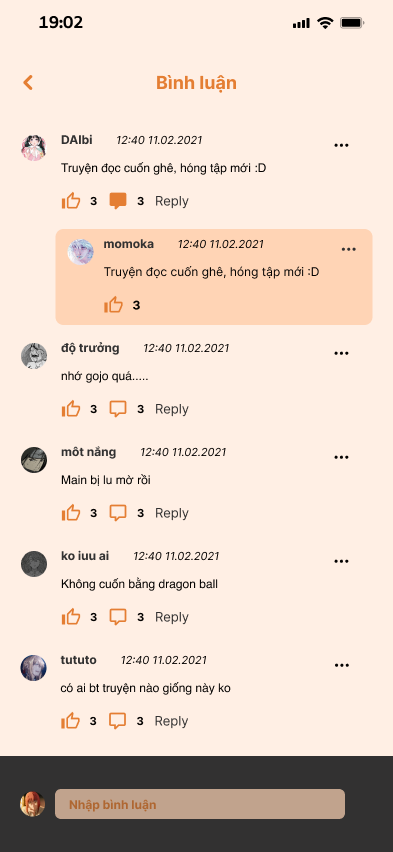 19:02
Bình luận
DAlbi 12:40 11.02.2021
Truyện đọc cuốn ghê, hóng tập mới :D
3 3 Reply
momoka 12:40 11.02.2021
Truyện đọc cuốn ghê, hóng tập mới :D
3
độ trưởng 12:40 11.02.2021
nhớ gojo quá.....
3 3 Reply
môt nắng 12:40 11.02.2021
Main bị lu mờ rồi
3 3 Reply
ko iuu ai 12:40 11.02.2021
Không cuốn bằng dragon ball
3 3 Reply
tututo 12:40 11.02.2021
có ai bt truyện nào giống này ko
3 3 Reply
Nhập bình luận